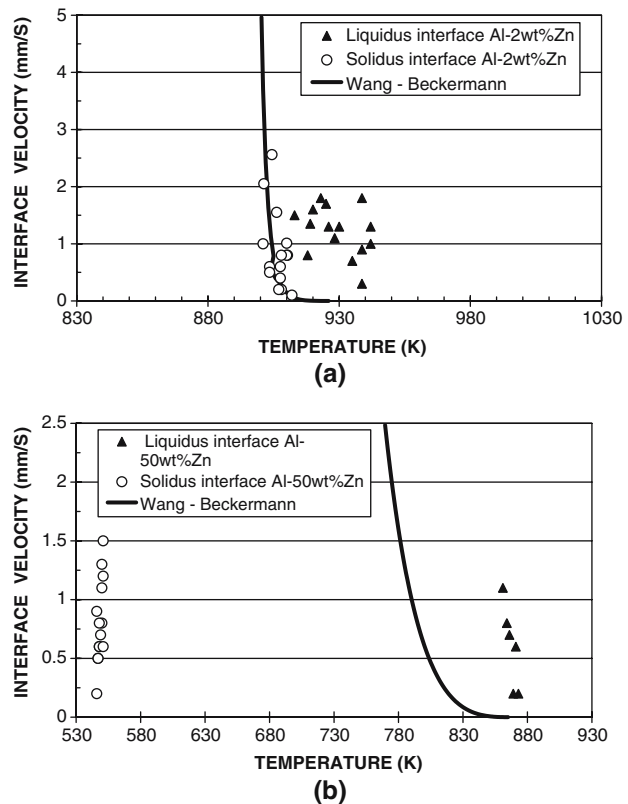 INTERFACE VELOCITY (mm/S)
5
4
3
2
1
0
Liquidus interface Al-2wt%Zn
Solidus interface Al-2wt%Zn
Wang - Beckermann
830 880 930 980 1030
TEMPERATURE (K)
(a)
INTERFACE VELOCITY (mm/S)
2.5
2
1.5
1
0.5
0
Liquidus interface Al-
50wt%Zn
Solidus interface Al-50wt%Zn
Wang - Beckermann
530 580 630 680 730 780 830 880 930
TEMPERATURE (K)
(b)